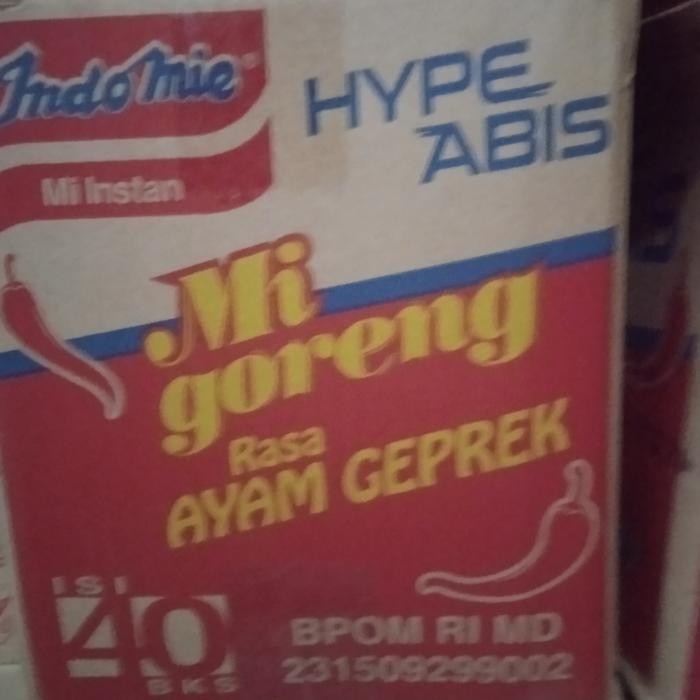 Indomie
HYPE
ABIS
Mi Instan
Mi
goreng
Rasa
AYAM GEPREK
ISI
40
BKS
BPOM RI MD
231509299002